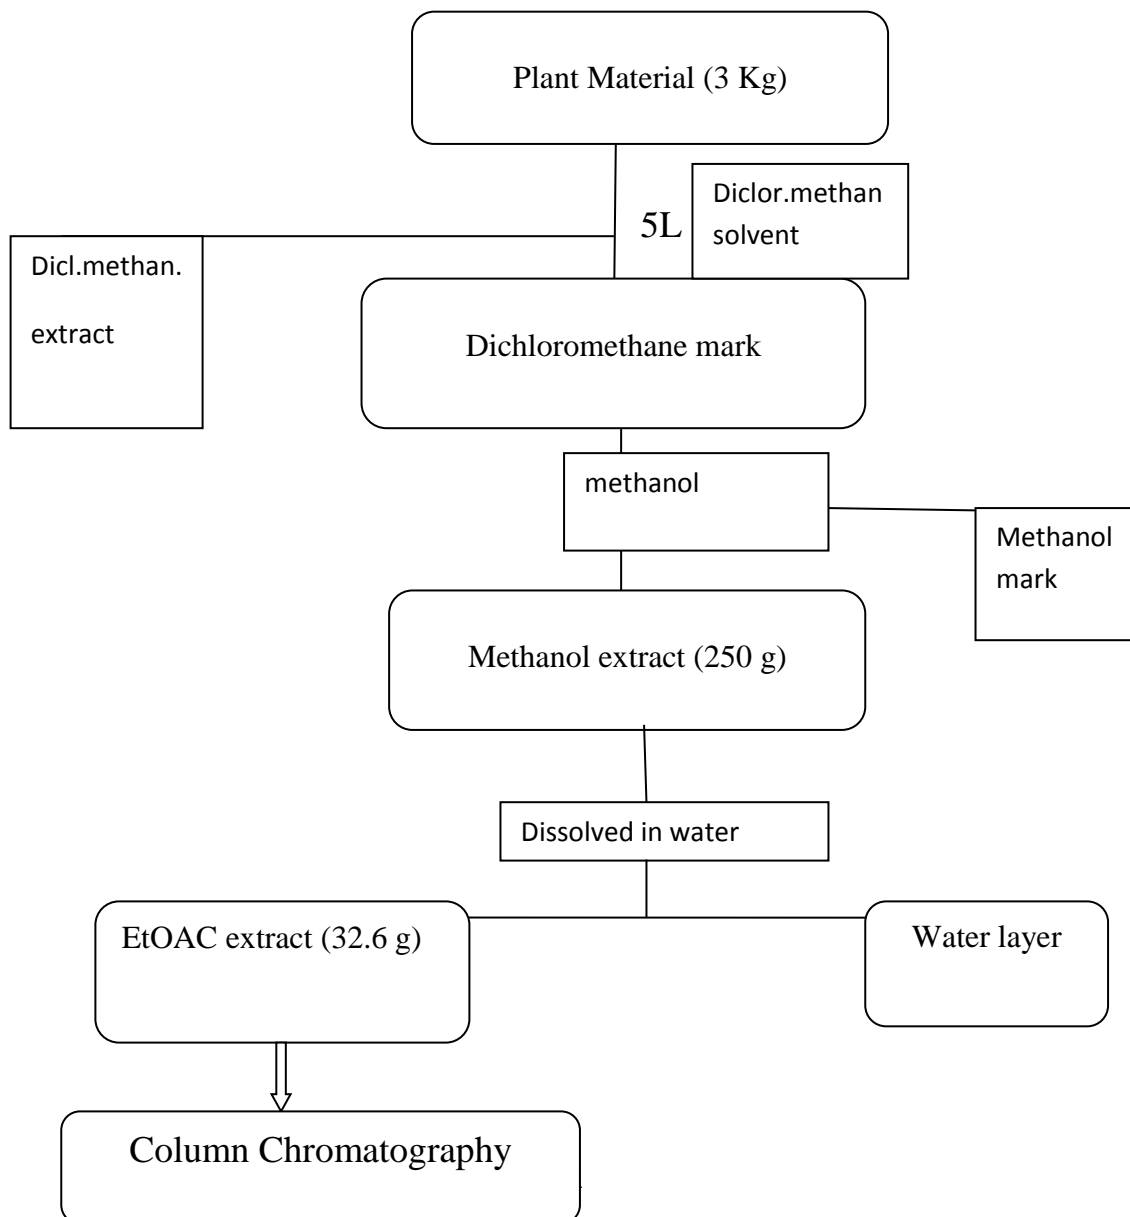 Plant Material (3 Kg)
5L
Diclor.methan
solvent
Dicl.methan.
extract
Dichloromethane mark
methanol
Methanol
mark
Methanol extract (250 g)
Dissolved in water
EtOAC extract (32.6 g)
Water layer
Column Chromatography